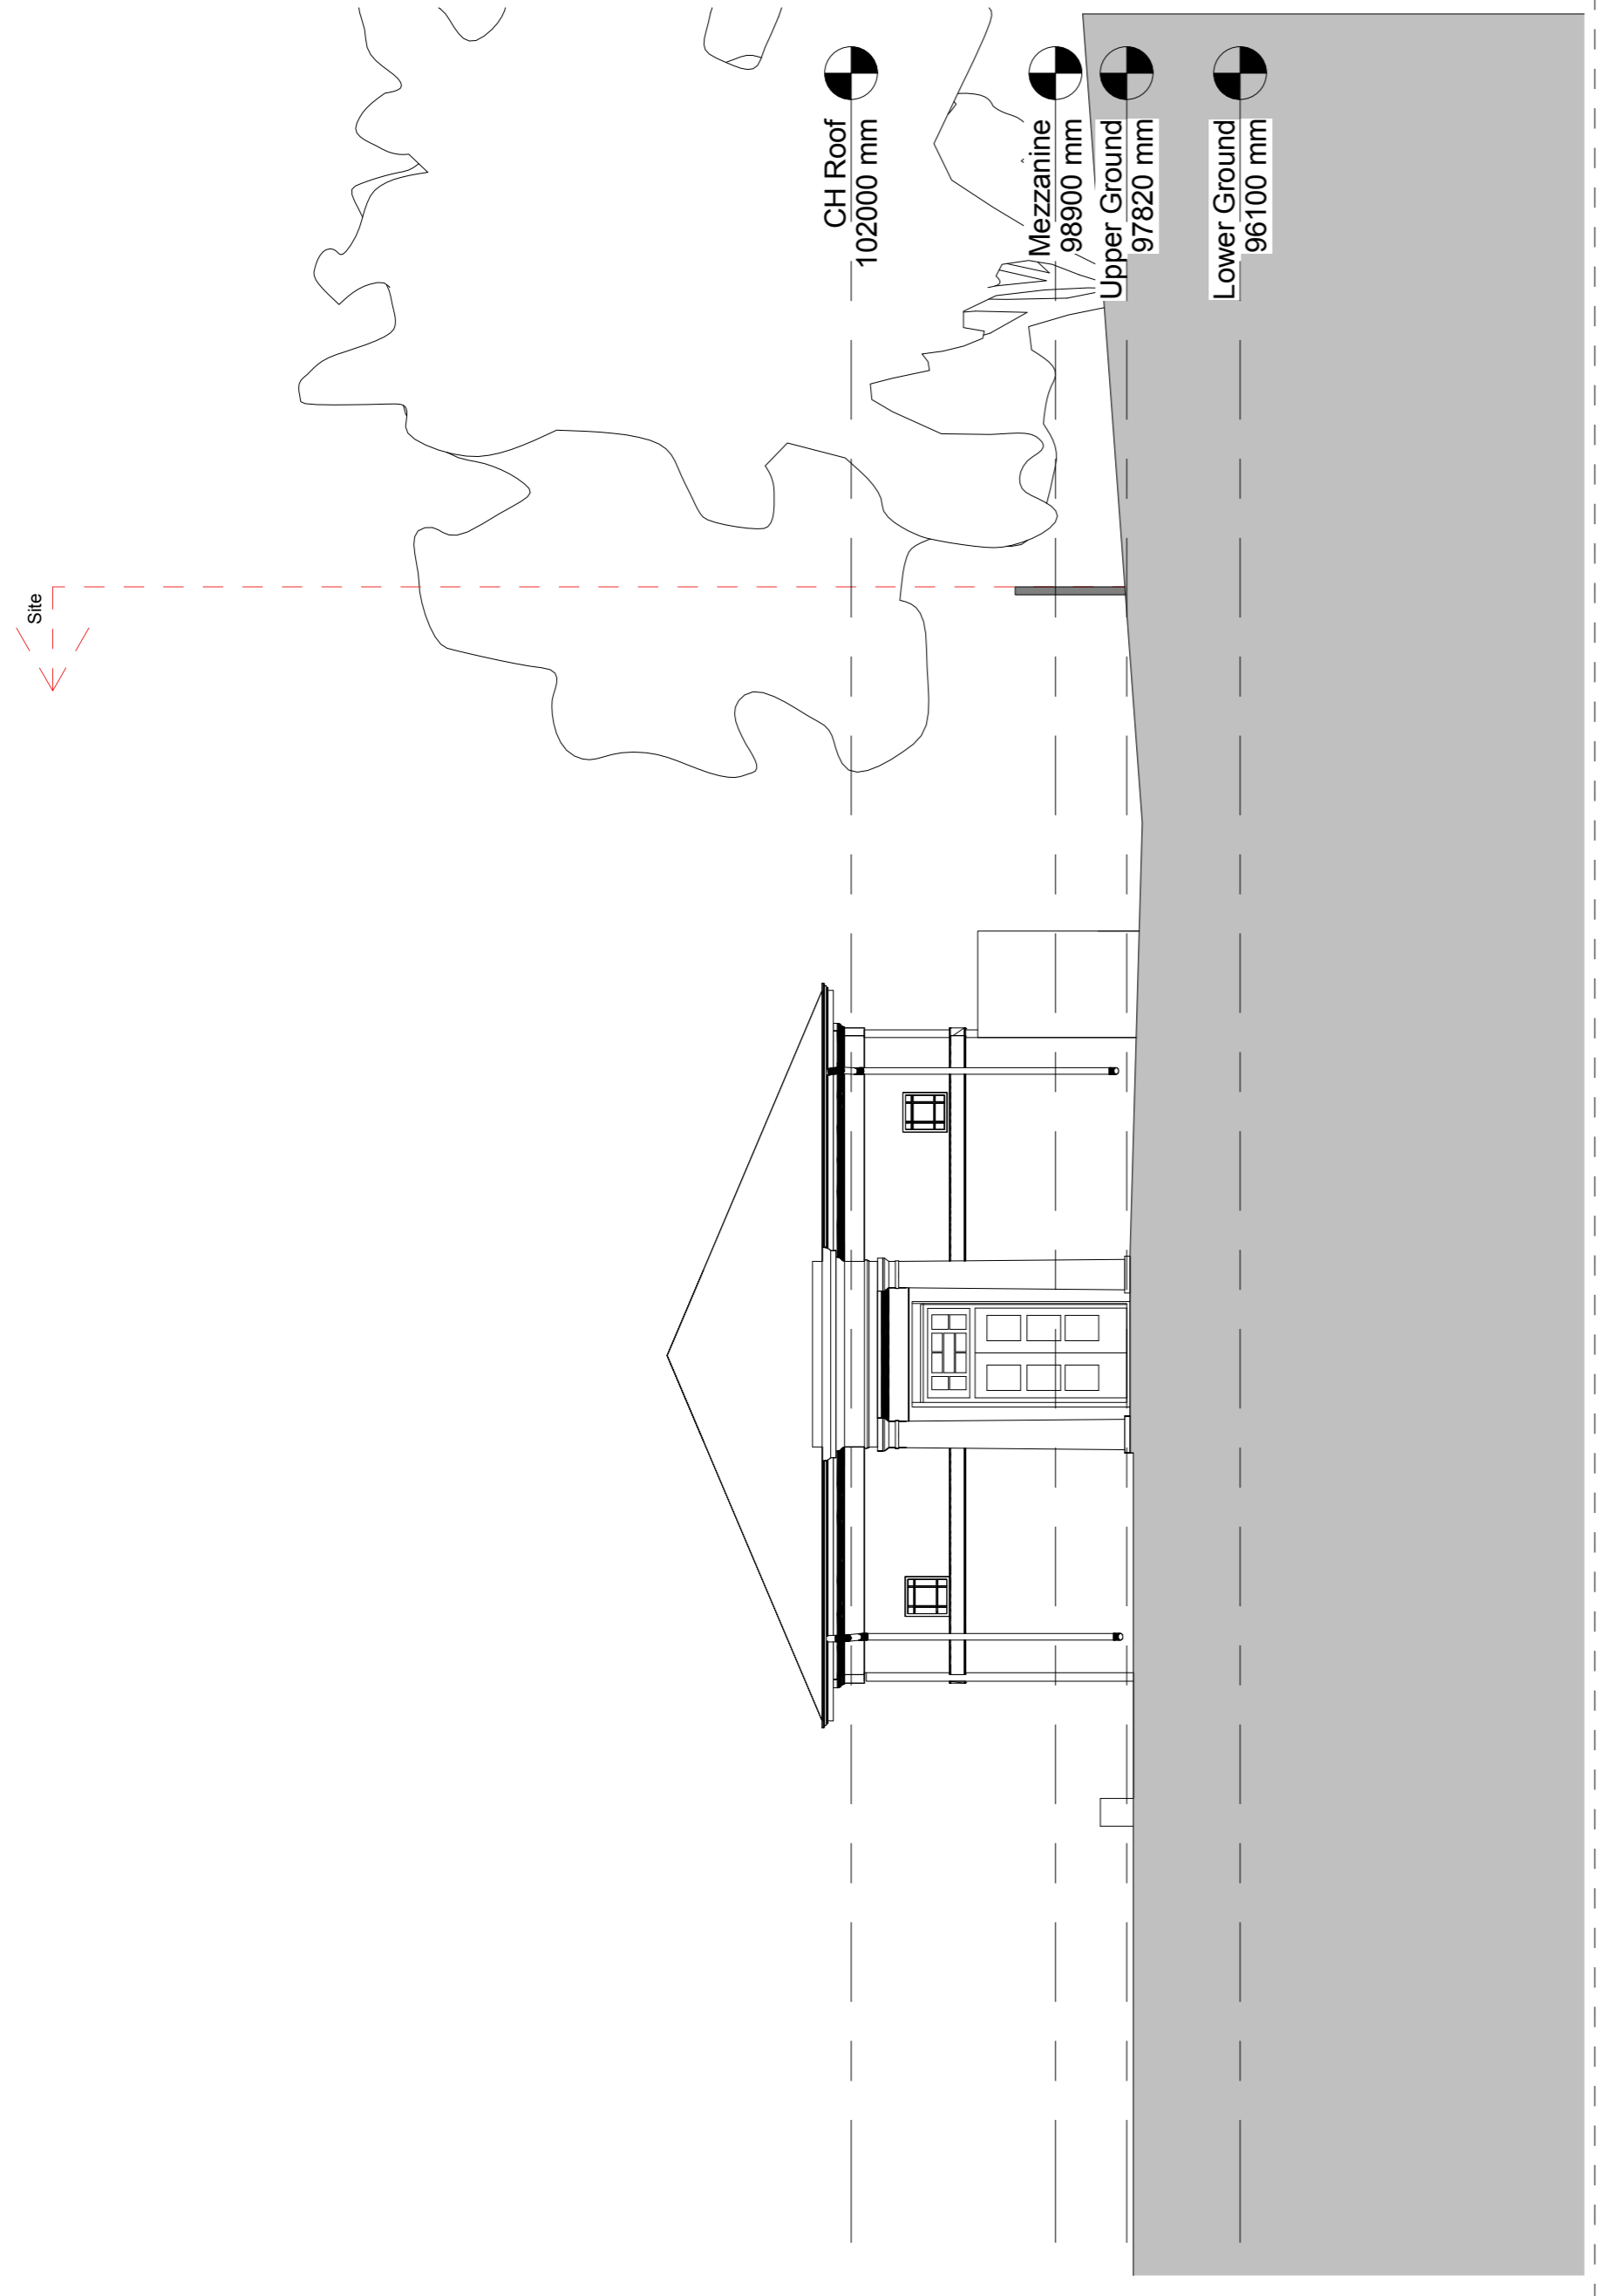 Site
CH Roof
102000 mm
Mezzanine
98900 mm
Upper Ground
97820 mm
Lower Ground
96100 mm